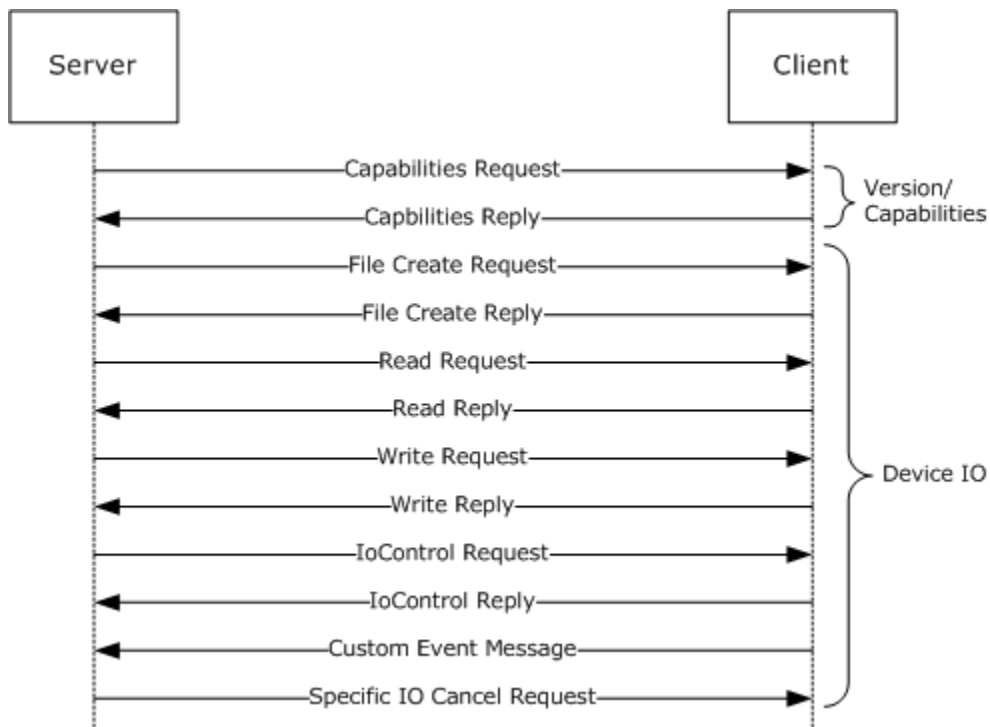 Server
Client
Capabilities Request
Version/
Capabilities
Capbilities Reply
File Create Request
File Create Reply
Read Request
Read Reply
Write Request
Device IO
Write Reply
IoControl Request
IoControl Reply
Custom Event Message
Specific IO Cancel Request